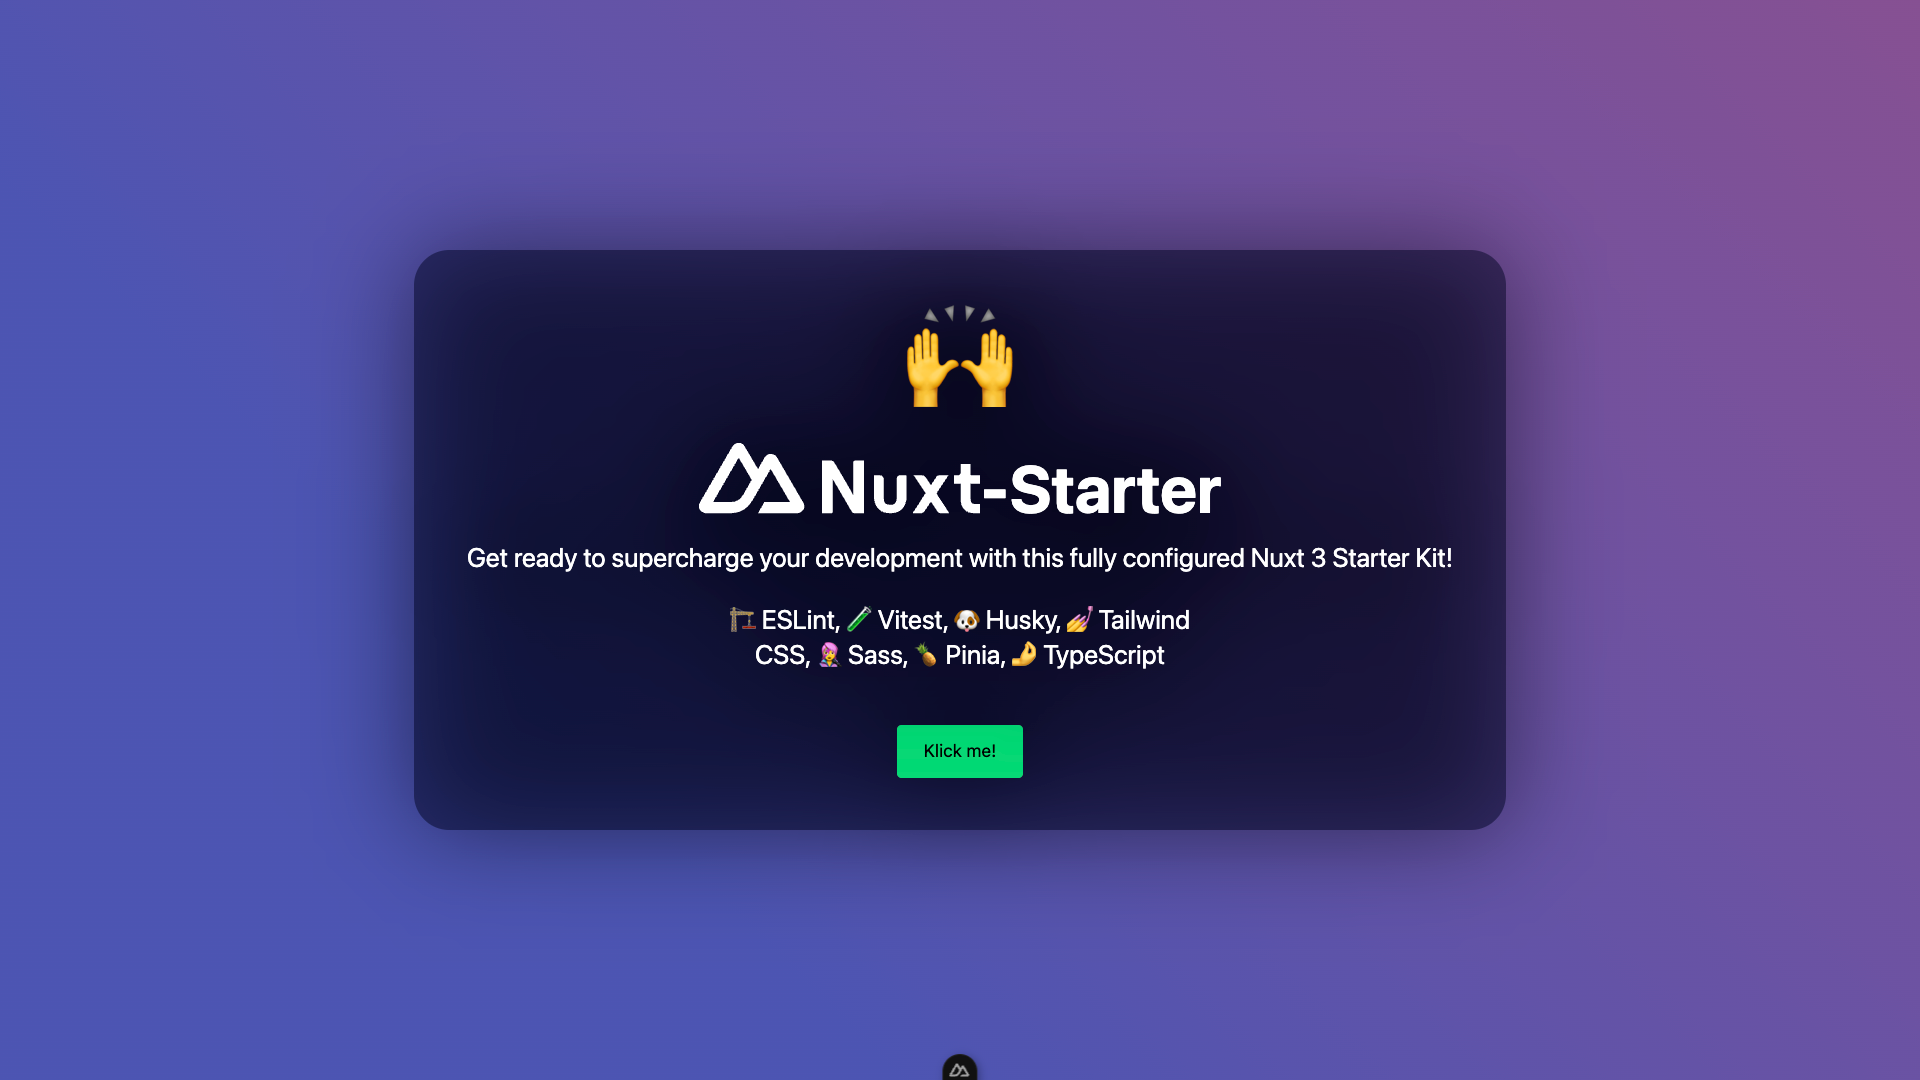 Nuxt-Starter
Get ready to supercharge your development with this fully configured Nuxt 3 Starter Kit!
🏗️ ESLint, 🧪 Vitest, 🐶 Husky, 💅 Tailwind
CSS, 👩‍🎤 Sass, 🍍 Pinia, 🤌 TypeScript
Klick me!